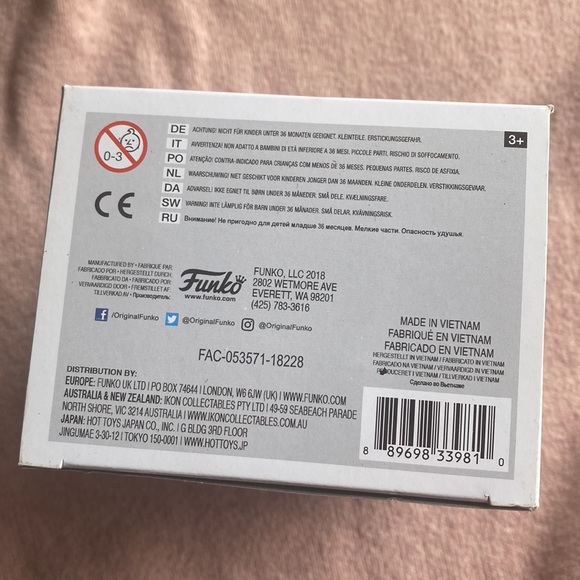 0-3
DE ACHTUNG! NICHT FÜR KINDER UNTER 36 MONATEN GEEIGNET. KLEINTEILE. ERSTICKUNGSGEFAHR.
IT AVVERTENZA! NON ADATTO A BAMBINI DI ETÀ INFERIORE A 36 MESI. PICCOLE PARTI. RISCHIO DI SOFFOCAMENTO.
PO ATENÇÃO: CONTRA-INDICADO PARA CRIANÇAS COM MENOS DE 36 MESES. PEQUENAS PARTES. RISCO DE ASFIXIA.
NL WAARSCHUWING! NIET GESCHIKT VOOR KINDEREN JONGER DAN 36 MAANDEN. KLEINE ONDERDELEN. VERSTIKKINGSGEVAAR.
DA ADVARSEL! IKKE EGNET TIL BØRN UNDER 36 MÅNEDER. SMÅ DELE. KVÆLNINGSFARE.
SW VARNING! INTE LÄMPLIG FÖR BARN UNDER 36 MÅNADER. SMÅ DELAR. KVÄVNINGSRISK.
RU Внимание! Не пригодно для детей младше 36 месяцев. Мелкие части. Опасность удушья.
3+
CE
MANUFACTURED BY • FABRIQUÉ PAR
FABRICADO POR • HERGESTELLT DURCH
FABBRICATO DA • FABRICADO POR:
VERVAARDIGD DOOR • FREMSTILLET AF
TILLVERKAD AV • Производитель:
Funko
www.funko.com
FUNKO, LLC 2018
2802 WETMORE AVE
EVERETT, WA 98201
(425) 783-3616
f /OriginalFunko @OriginalFunko @OriginalFunko
FAC-053571-18228
MADE IN VIETNAM
FABRIQUÉ EN VIETNAM
FABRICADO EN VIETNAM
HERGESTELLT IN VIETNAM / FABBRICATO IN VIETNAM
FABRICADO NA VIETNAM / VERVAARDIGD IN VIETNAM
PRODUCERET I VIETNAM / TILLVERKAD I VIETNAM
Сделано во Вьетнаме
DISTRIBUTION BY:
EUROPE: FUNKO UK LTD I PO BOX 74644 I LONDON, W6 6JW (UK) I WWW.FUNKO.COM
AUSTRALIA & NEW ZEALAND: IKON COLLECTABLES PTY LTD I 49-59 SEABEACH PARADE
NORTH SHORE, VIC 3214 AUSTRALIA I WWW.IKONCOLLECTABLES.COM.AU
JAPAN: HOT TOYS JAPAN CO., INC. I G BLDG 3RD FLOOR
JINGUMAE 3-30-12 I TOKYO 150-0001 I WWW.HOTTOYS.JP
8 89698 33981 0